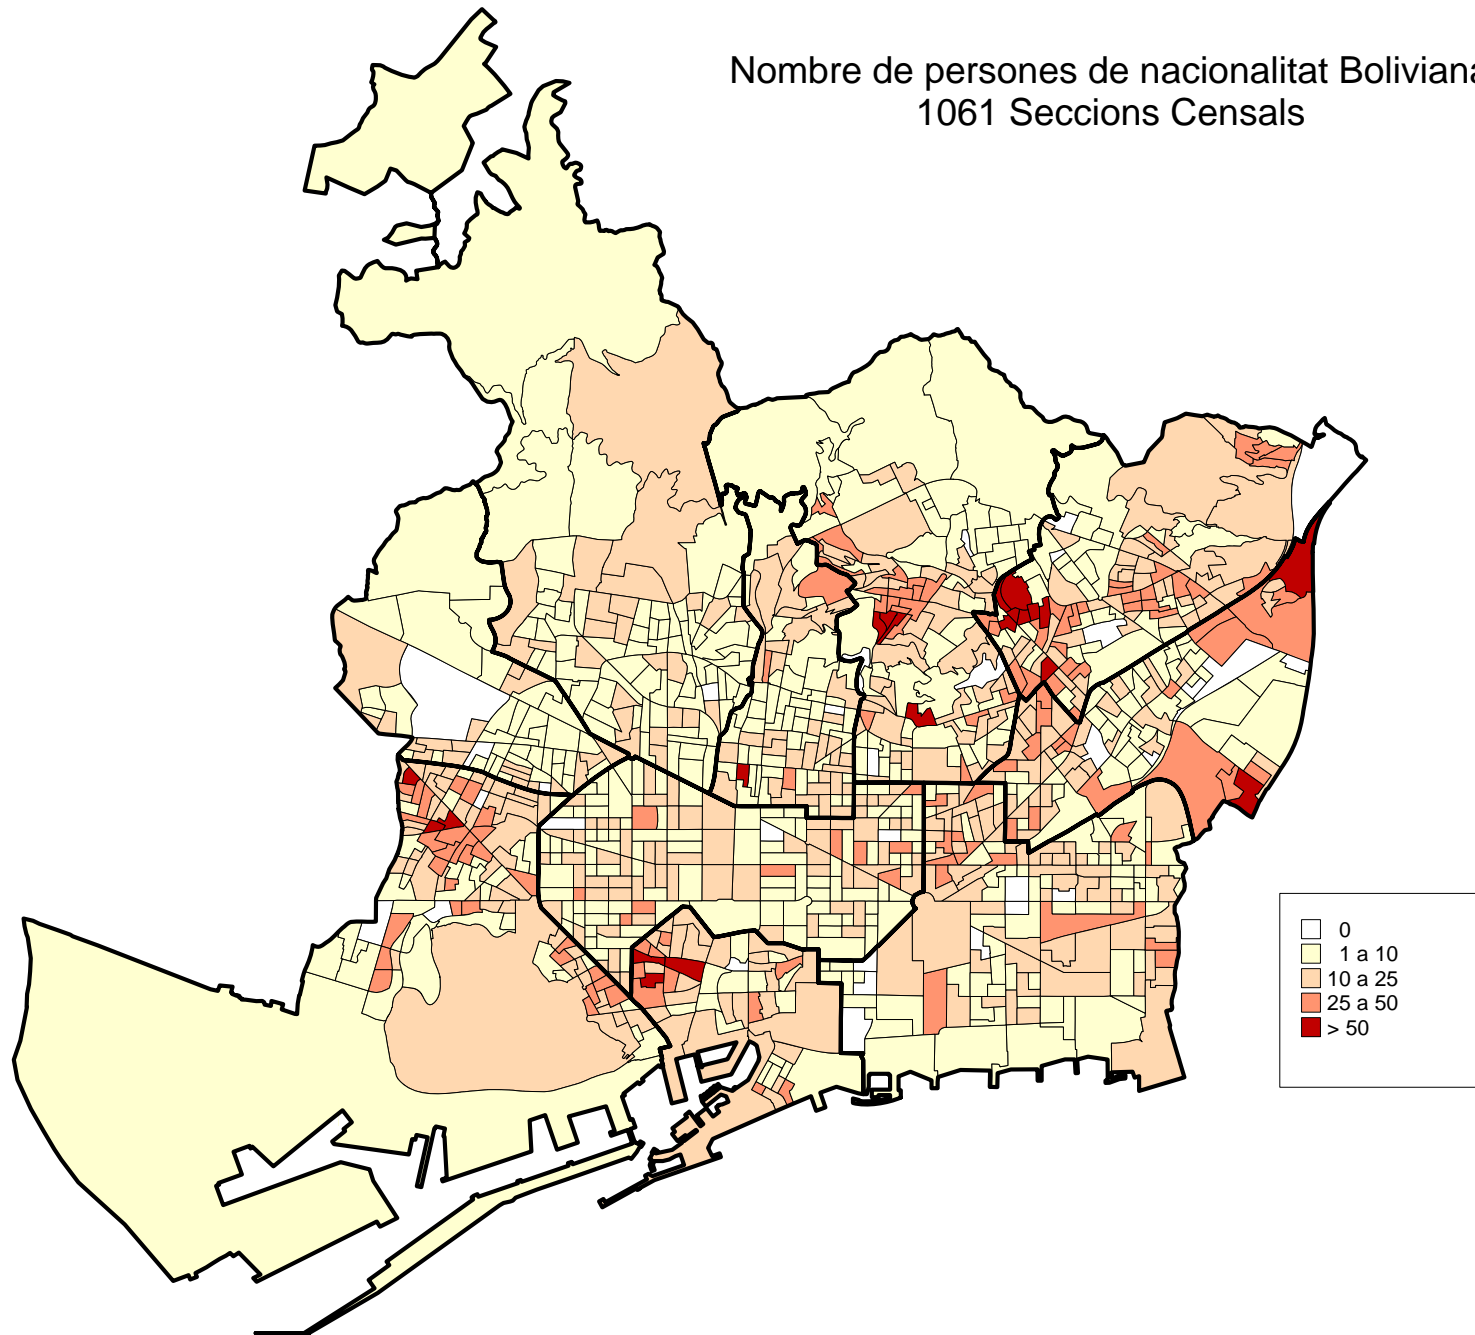 Nombre de persones de nacionalitat Boliviana
1061 Seccions Censals
0
1 a 10
10 a 25
25 a 50
> 50